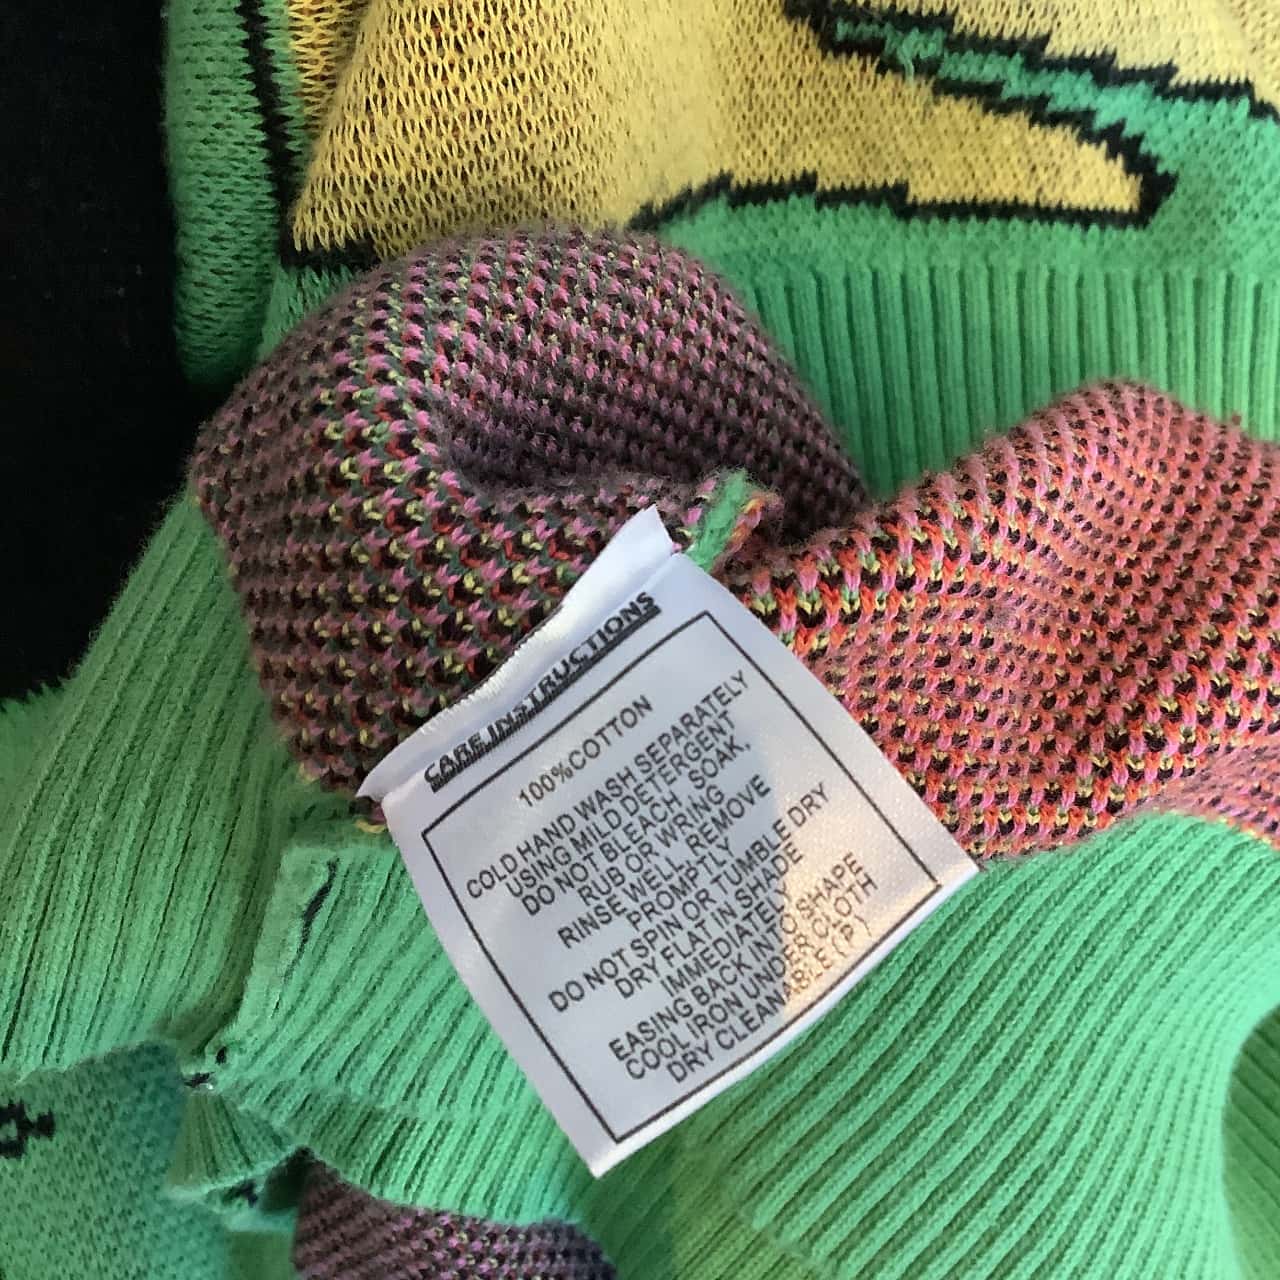 CARE INSTRUCTIONS
100%COTTON
COLD HAND WASH SEPARATELY
USING MILD DETERGENT
DO NOT BLEACH, SOAK,
RUB OR WRING
RINSE WELL, REMOVE
PROMPTLY
DO NOT SPIN OR TUMBLE DRY
DRY FLAT IN SHADE
IMMEDIATELY
EASING BACK INTO SHAPE
COOL IRON UNDER CLOTH
DRY CLEANABLE ( P )